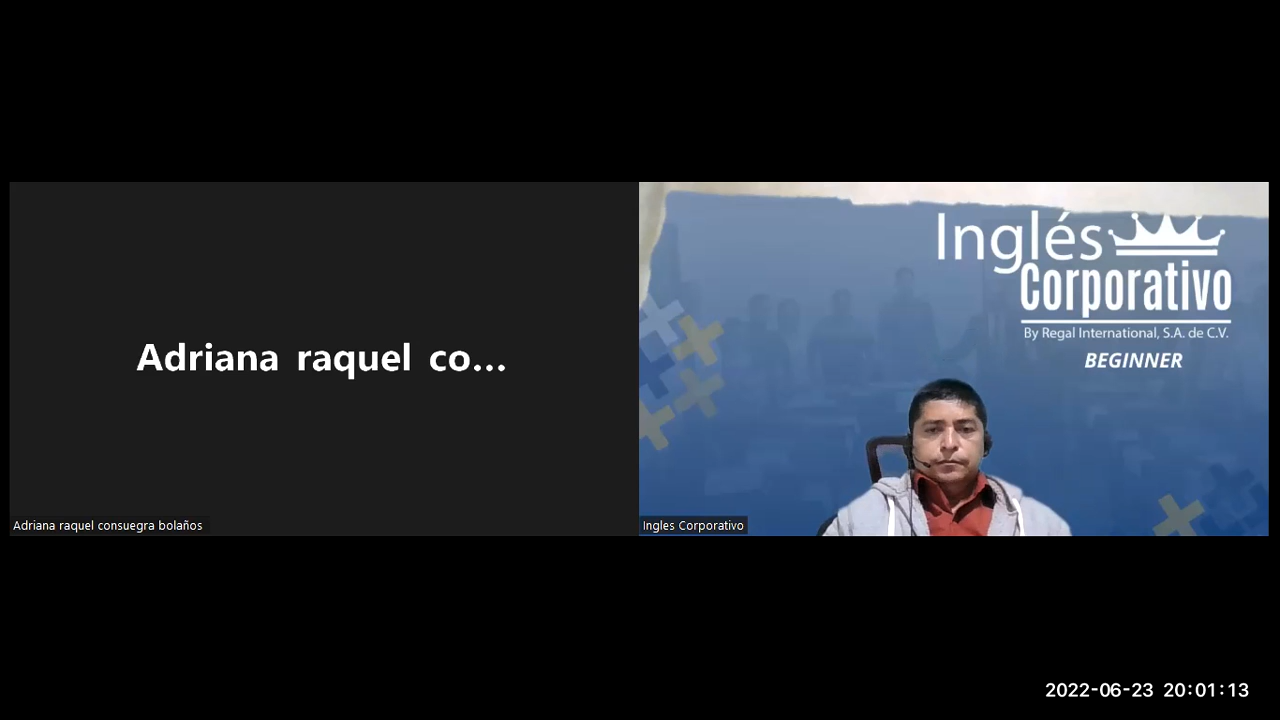 Adriana raquel co...
Adriana raquel consuegra bolaños
Inglés
Corporativo
By Regal International, S.A. de C.V.
BEGINNER
Ingles Corporativo
2022-06-23 20:01:13